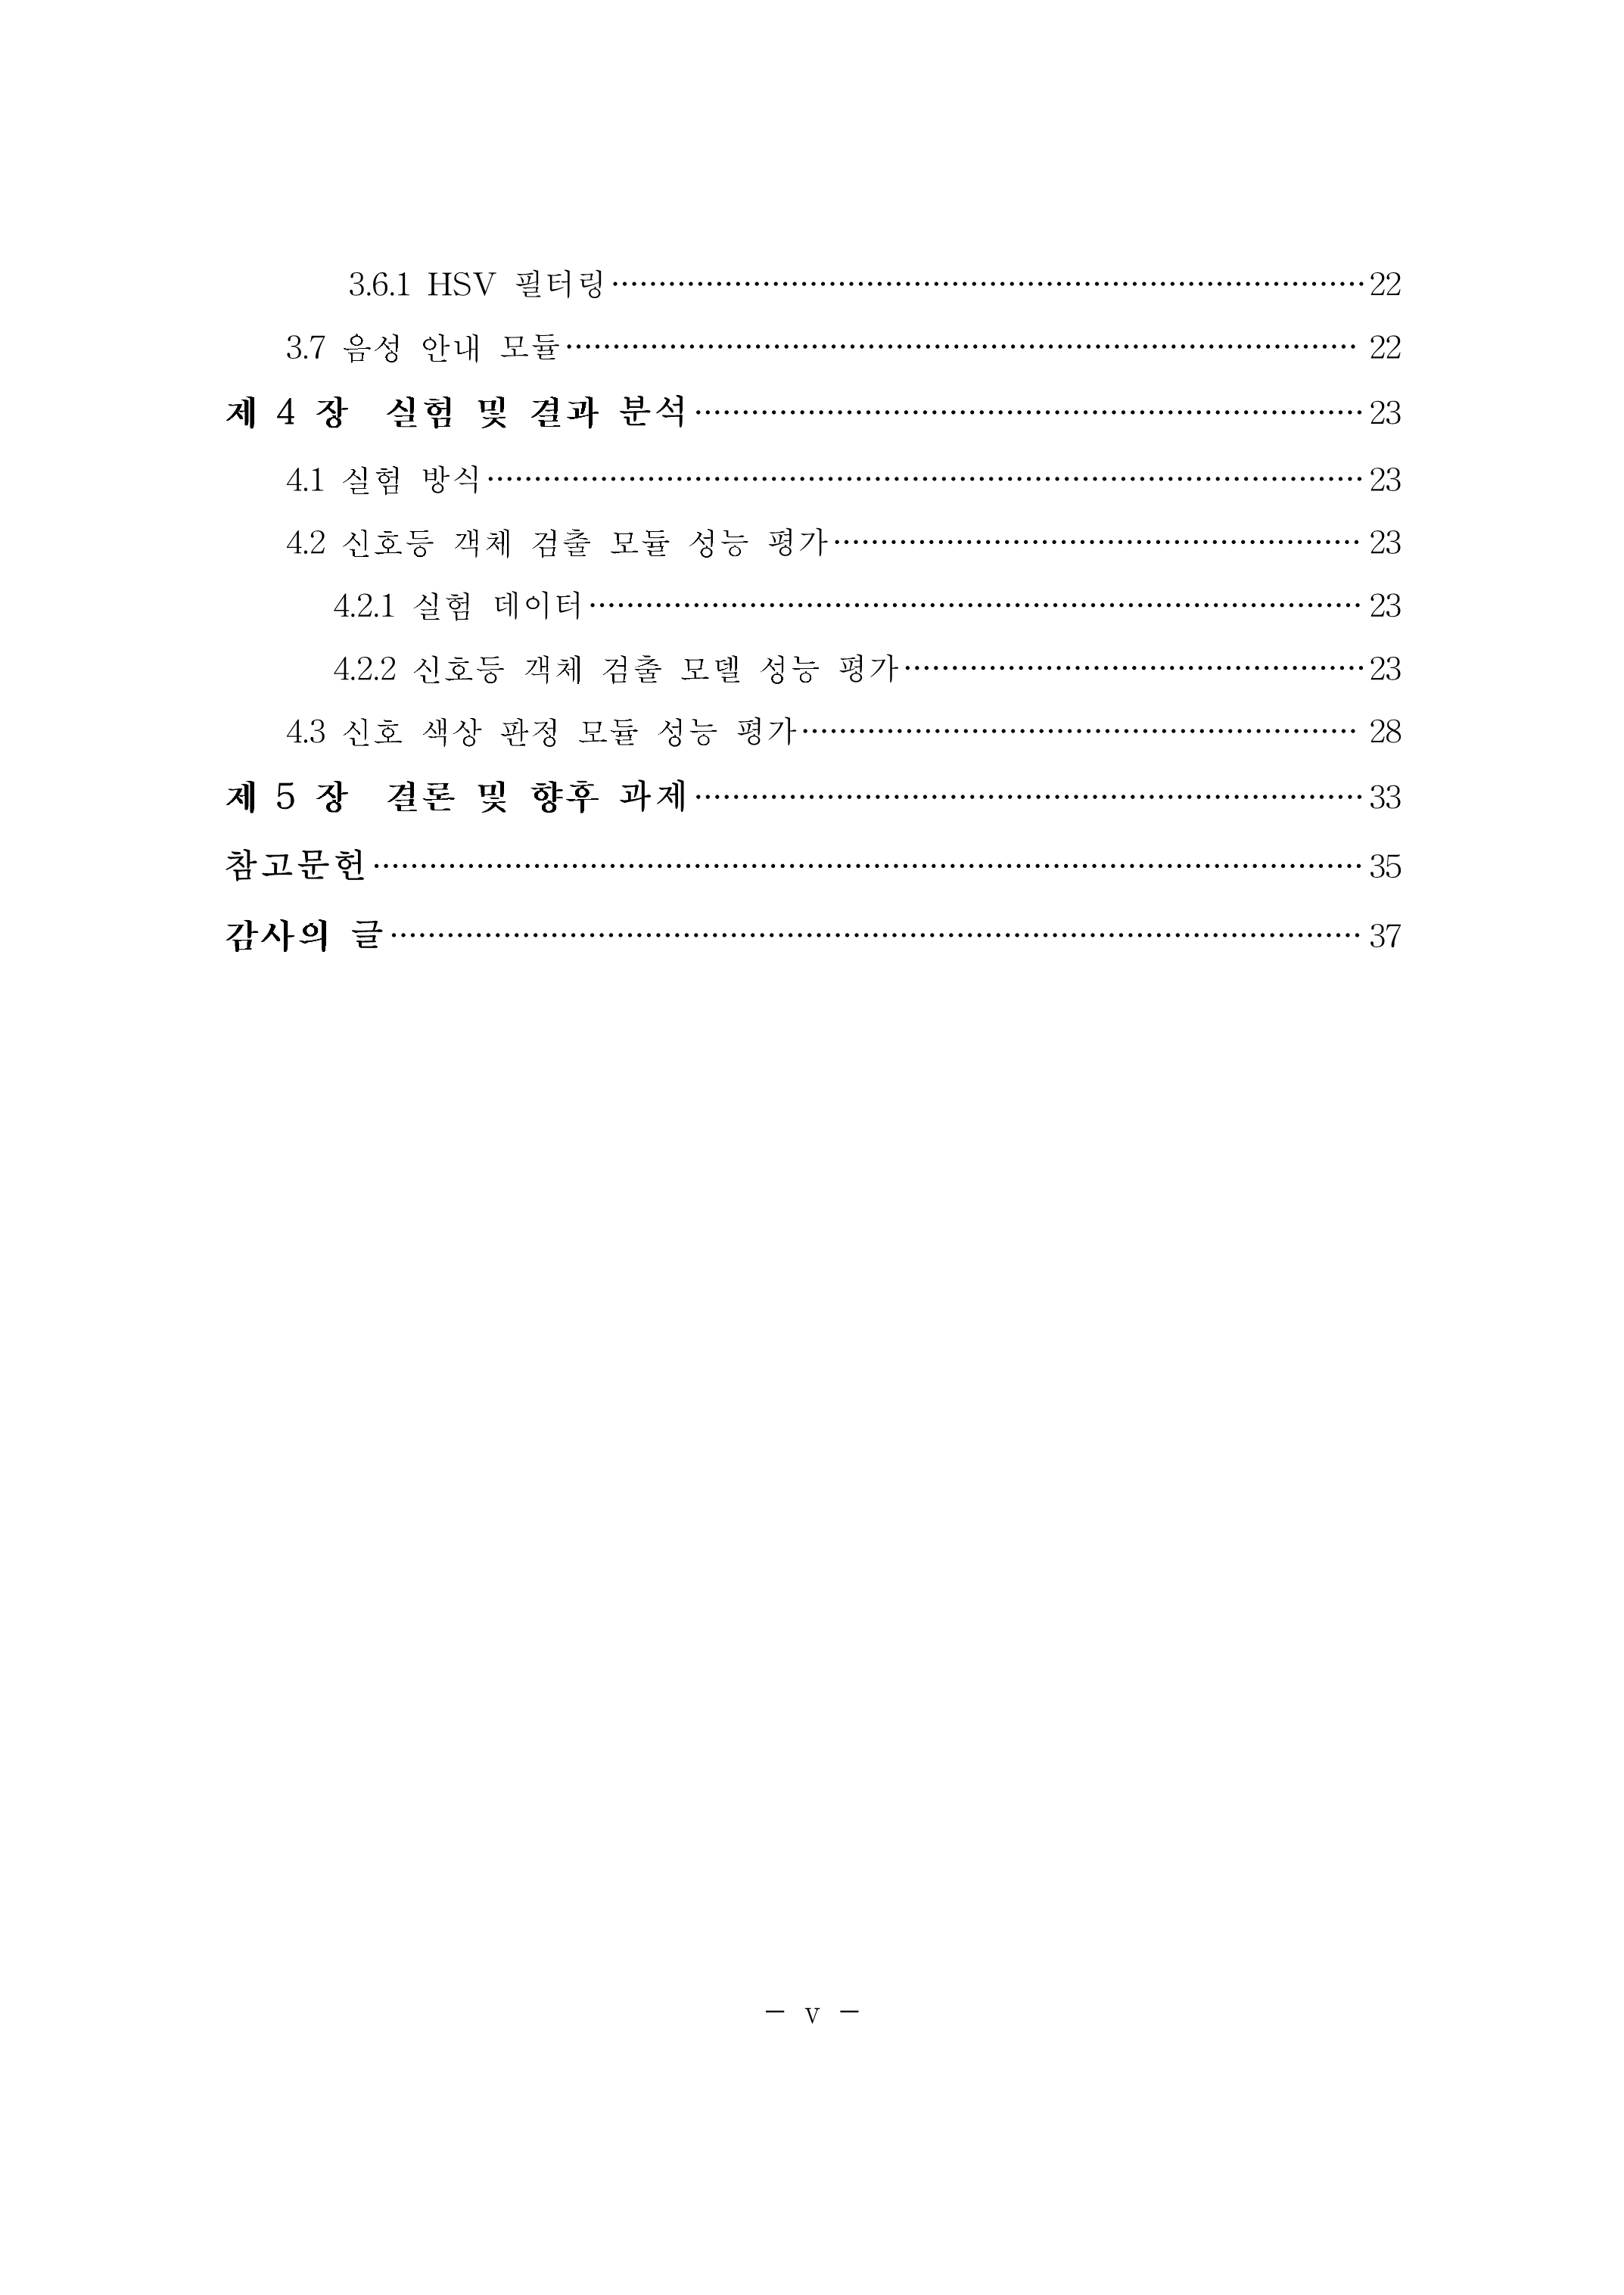 3.6.1 HSV 필터링 ··· 22
3.7 음성 안내 모듈 ··· 22
제 4 장 실험 및 결과 분석 ··· 23
4.1 실험 방식 ··· 23
4.2 신호등 객체 검출 모듈 성능 평가 ··· 23
4.2.1 실험 데이터 ··· 23
4.2.2 신호등 객체 검출 모델 성능 평가 ··· 23
4.3 신호 색상 판정 모듈 성능 평가 ··· 28
제 5 장 결론 및 향후 과제 ··· 33
참고문헌 ··· 35
감사의 글 ··· 37
- v -